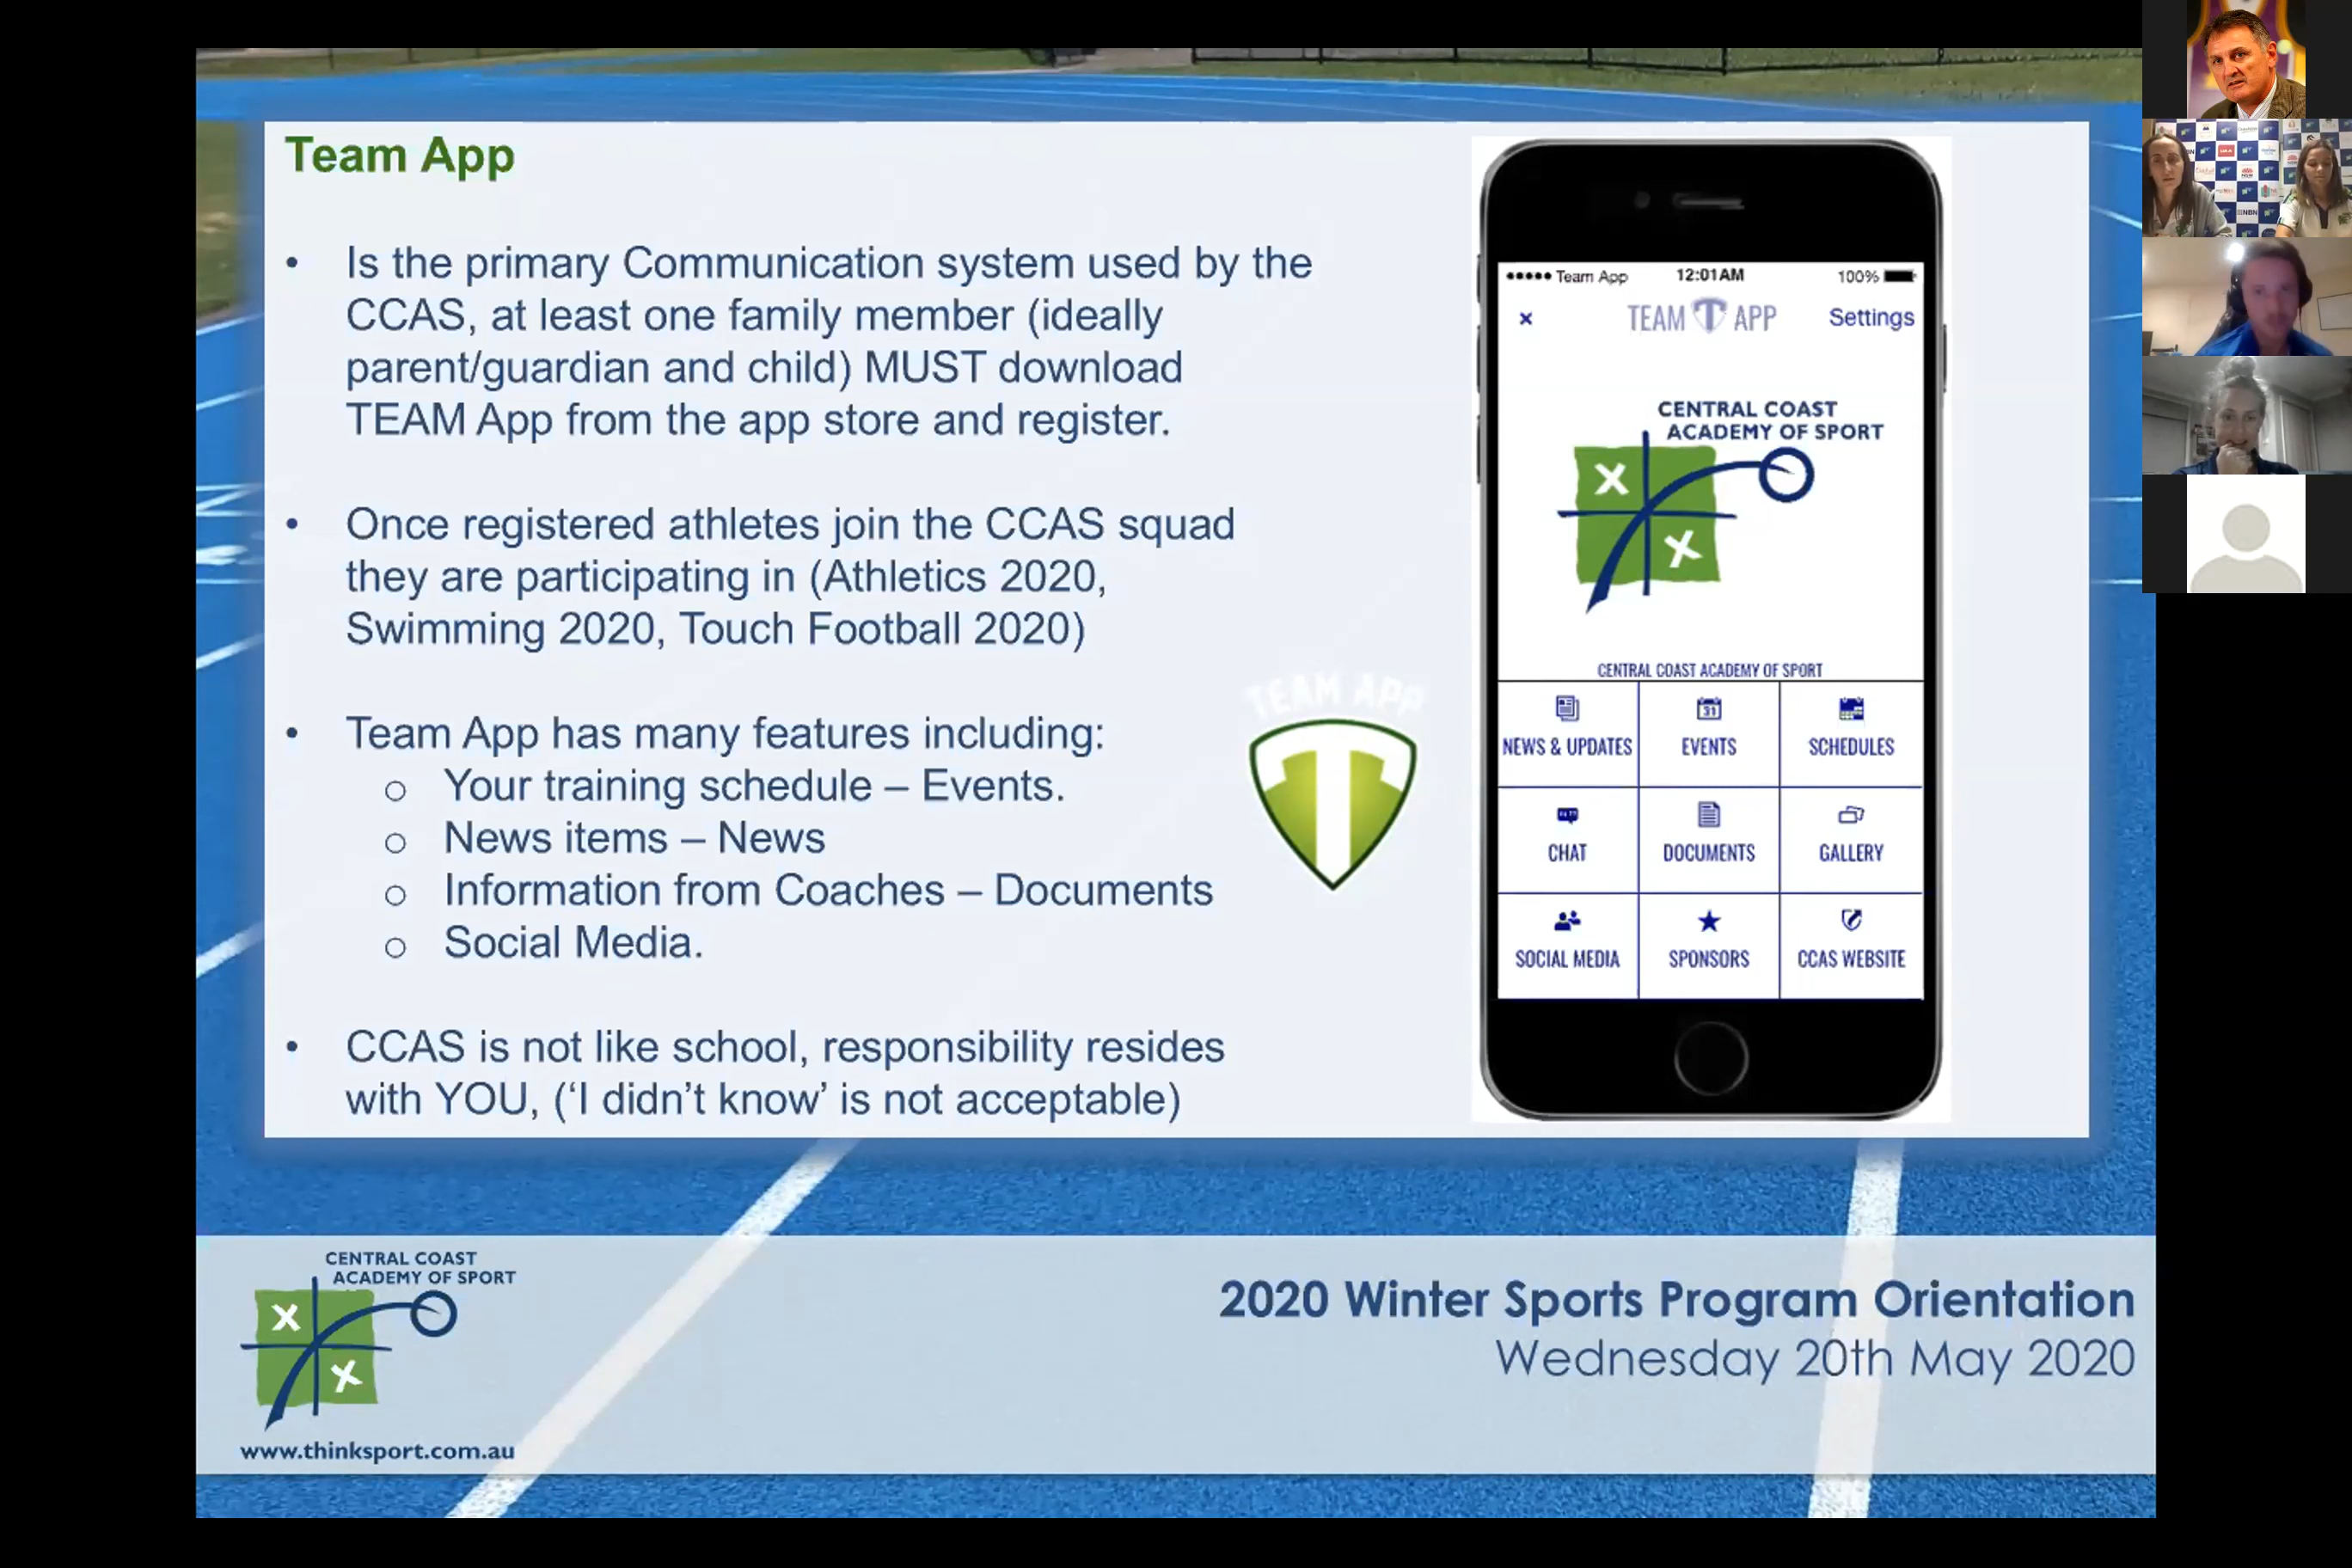 Team App
• Is the primary Communication system used by the
CCAS, at least one family member (ideally
parent/guardian and child) MUST download
TEAM App from the app store and register.
• Once registered athletes join the CCAS squad
they are participating in (Athletics 2020,
Swimming 2020, Touch Football 2020)
• Team App has many features including:
o Your training schedule – Events.
o News items – News
o Information from Coaches – Documents
o Social Media.
• CCAS is not like school, responsibility resides
with YOU, (‘I didn’t know’ is not acceptable)
TEAM APP
Team App 12:01AM 100%
× TEAM T APP Settings
CENTRAL COAST
ACADEMY OF SPORT
CENTRAL COAST ACADEMY OF SPORT
NEWS & UPDATES EVENTS SCHEDULES
CHAT DOCUMENTS GALLERY
SOCIAL MEDIA SPONSORS CCAS WEBSITE
CENTRAL COAST
ACADEMY OF SPORT
www.thinksport.com.au
2020 Winter Sports Program Orientation
Wednesday 20th May 2020